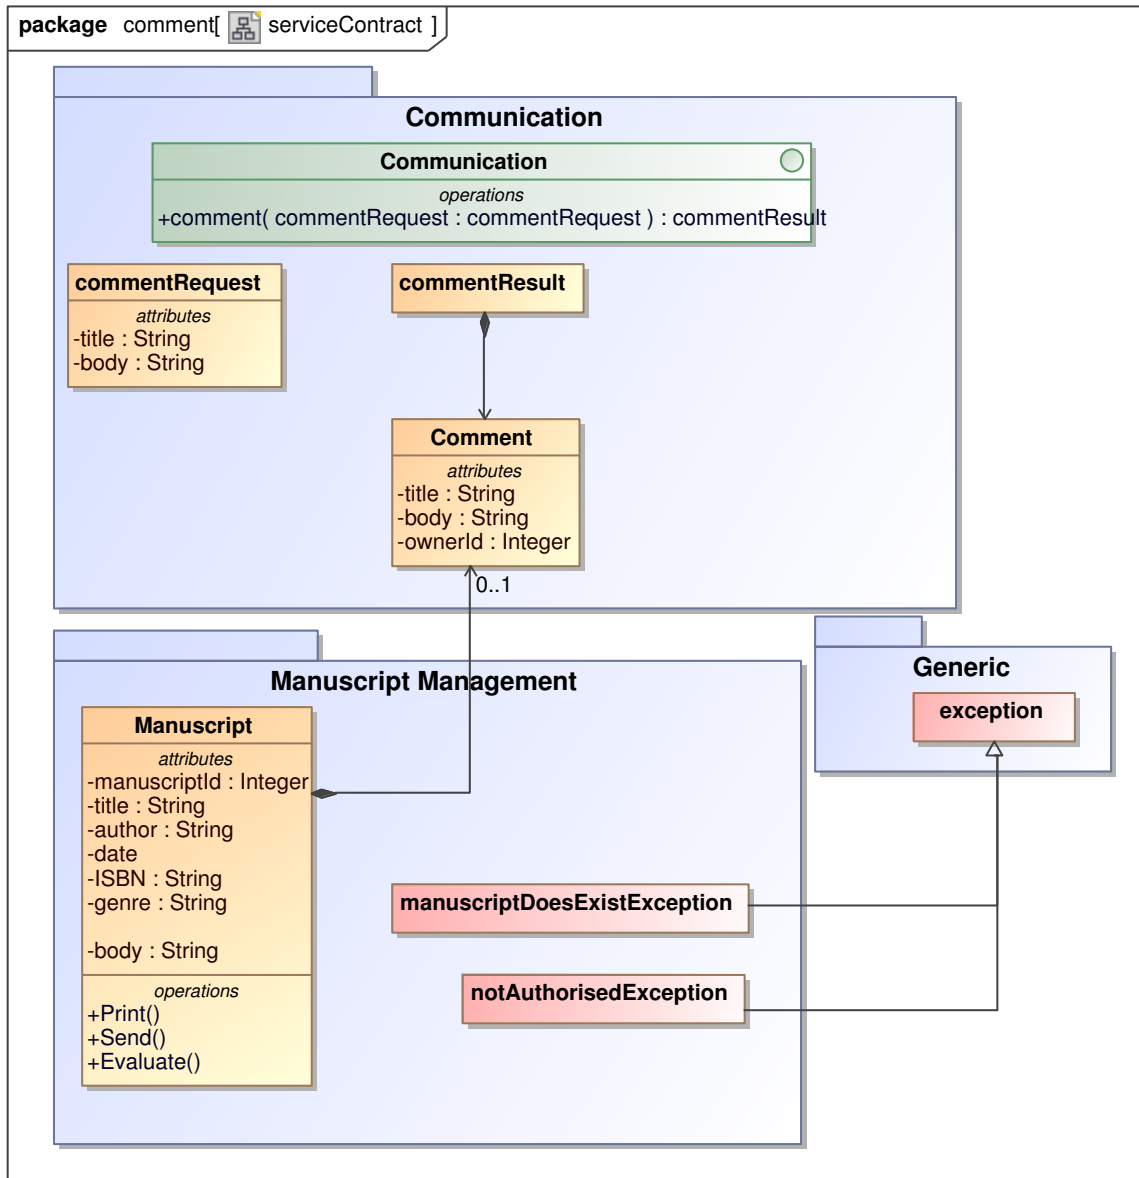 package comment[ serviceContract ]
Communication
Communication
operations
+comment( commentRequest : commentRequest ) : commentResult
commentRequest
attributes
-title : String
-body : String
commentResult
Comment
attributes
-title : String
-body : String
-ownerId : Integer
0..1
Manuscript Management
Manuscript
attributes
-manuscriptId : Integer
-title : String
-author : String
-date
-ISBN : String
-genre : String
-body : String
operations
+Print()
+Send()
+Evaluate()
manuscriptDoesExistException
notAuthorisedException
Generic
exception